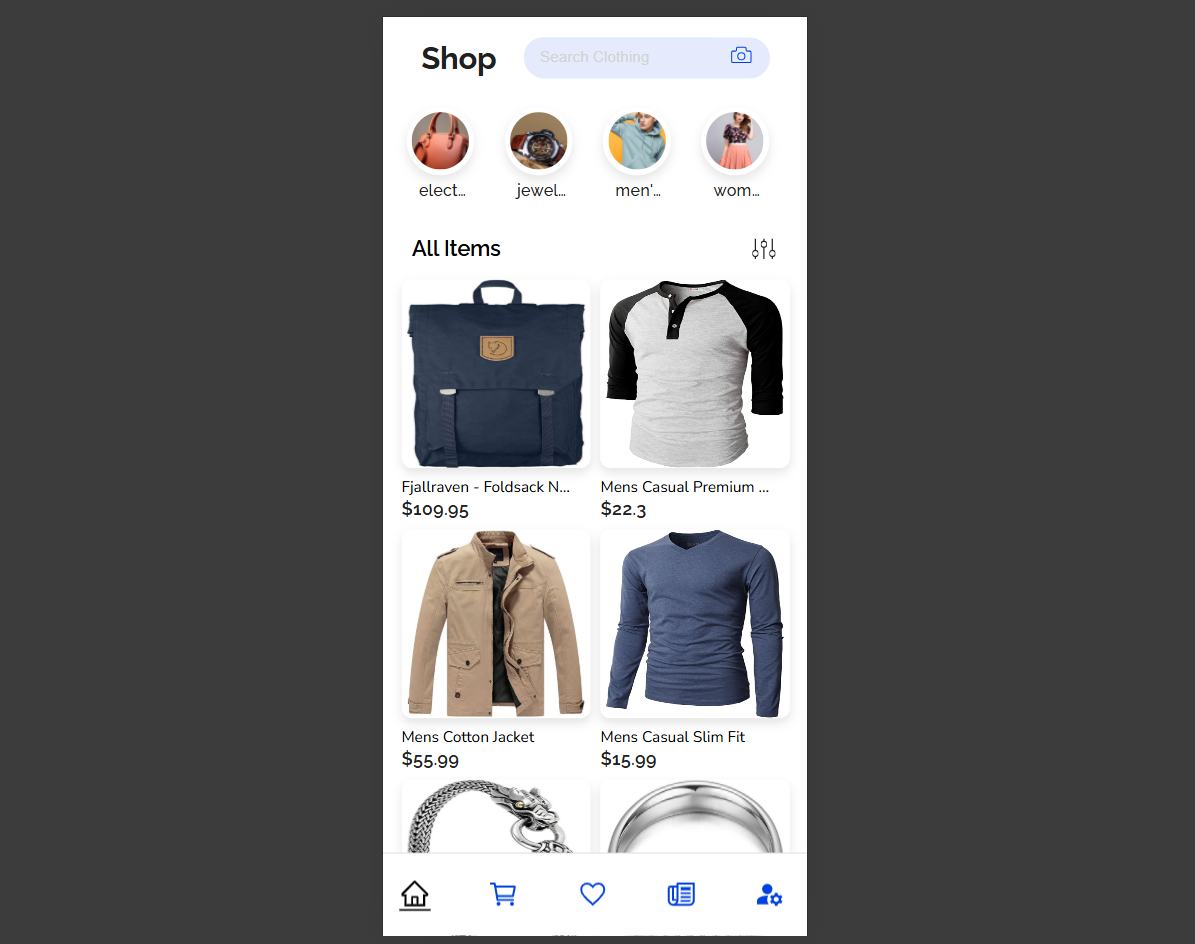 Shop
Search Clothing
elect...
jewel...
men'...
wom...
All Items
Fjallraven - Foldsack N...
Mens Casual Premium ...
$109.95
$22.3
Mens Cotton Jacket
Mens Casual Slim Fit
$55.99
$15.99